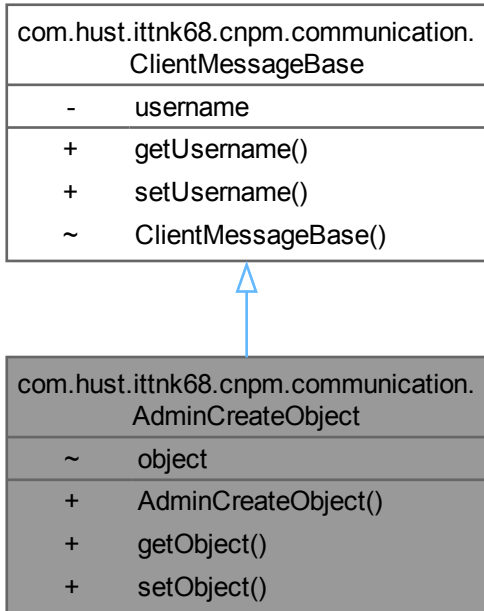 com.hust.ittnk68.cnpm.communication.
ClientMessageBase
- username
+ getUsername()
+ setUsername()
~ ClientMessageBase()
com.hust.ittnk68.cnpm.communication.
AdminCreateObject
~ object
+ AdminCreateObject()
+ getObject()
+ setObject()